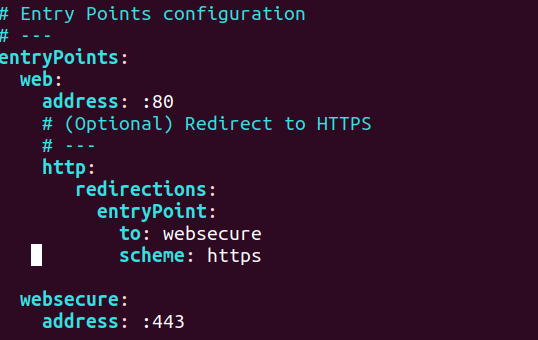 # Entry Points configuration
# ---
entryPoints:
  web:
    address: :80
    # (Optional) Redirect to HTTPS
    # ---
    http:
       redirections:
         entryPoint:
           to: websecure
           scheme: https

  websecure:
    address: :443